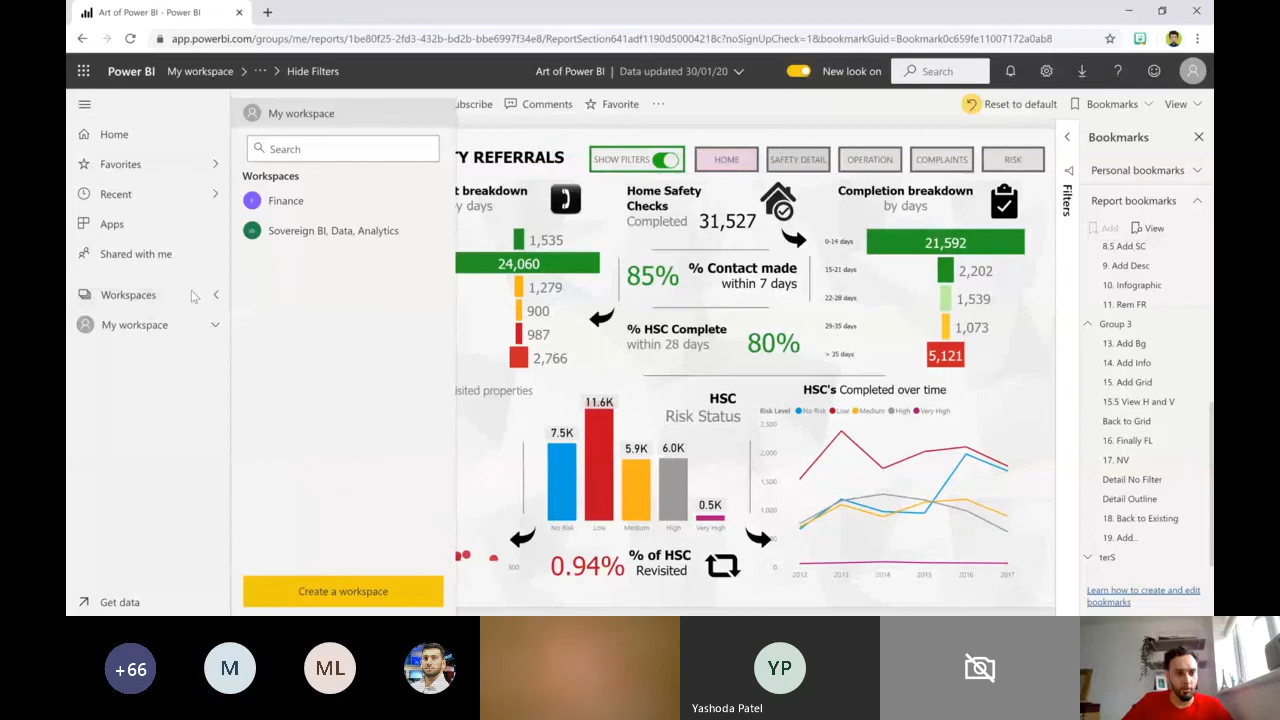 Art of Power BI - Power BI
app.powerbi.com/groups/me/reports/1be80f25-2fd3-432b-bd2b-bbe6997f34e8/ReportSection641adf1190d50004218c?noSignUpCheck=1&bookmarkGuid=Bookmark0c659fe11007172a0ab8
Power BI My workspace > ··· > Hide Filters
Art of Power BI | Data updated 30/01/20
New look on
Search
Home
Favorites
Recent
Apps
Shared with me
Workspaces
My workspace
Get data
My workspace
Search
Workspaces
Finance
Sovereign BI, Data, Analytics
Create a workspace
ubscribe
Comments
Favorite
Reset to default
Bookmarks
View
TY REFERRALS
SHOW FILTERS
HOME
SAFETY DETAIL
OPERATION
COMPLAINTS
RISK
t breakdown
y days
1,535
24,060
1,279
900
987
2,766
Home Safety
Checks
Completed 31,527
85% % Contact made
within 7 days
% HSC Complete
within 28 days 80%
Completion breakdown
by days
0-14 days 21,592
15-21 days 2,202
22-28 days 1,539
29-35 days 1,073
> 35 days 5,121
isited properties
300
HSC
Risk Status
7.5K
11.6K
5.9K
6.0K
0.5K
No Risk
Low
Medium
High
Very High
0.94% % of HSC
Revisited
HSC's Completed over time
Risk Level No Risk Low Medium High Very High
2,500
2,000
1,500
1,000
0
2012 2013 2014 2015 2016 2017
Filters
Bookmarks
Personal bookmarks
Report bookmarks
Add View
8.5 Add SC
9. Add Desc
10. Infographic
11. Rem FR
Group 3
13. Add Bg
14. Add Info
15. Add Grid
15.5 View H and V
Back to Grid
16. Finally FL
17. NV
Detail No Filter
Detail Outline
18. Back to Existing
19. Add..
terS
Learn how to create and edit
bookmarks
+66
M
ML
YP
Yashoda Patel